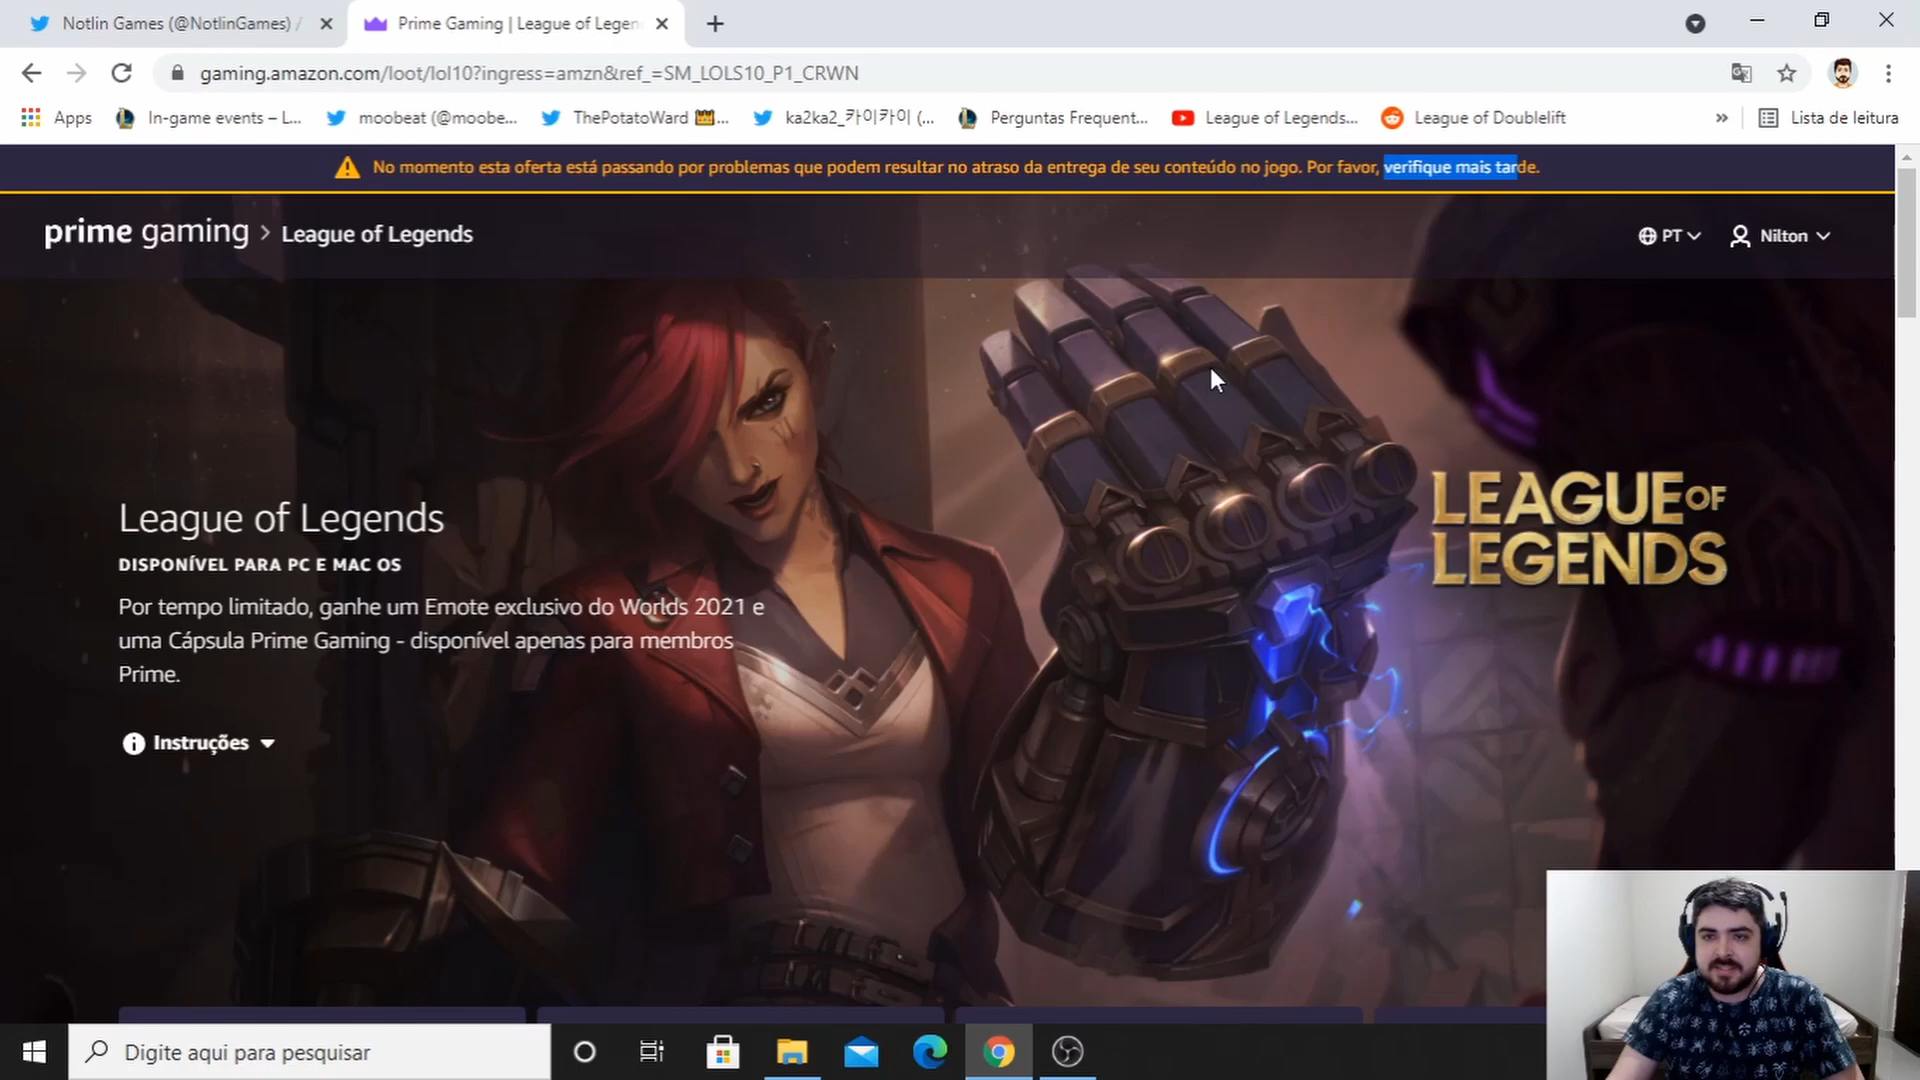 Notlin Games (@NotlinGames) /
Prime Gaming | League of Legen
gaming.amazon.com/loot/lol10?ingress=amzn&ref_=SM_LOLS10_P1_CRWN
Apps
In-game events – L...
moobeat (@moobe...
ThePotatoWard 👑...
ka2ka2_카이카이 (...
Perguntas Frequent...
League of Legends...
League of Doublelift
»
Lista de leitura
No momento esta oferta está passando por problemas que podem resultar no atraso da entrega de seu conteúdo no jogo. Por favor, verifique mais tarde.
prime gaming > League of Legends
PT
Nilton
League of Legends
DISPONÍVEL PARA PC E MAC OS
Por tempo limitado, ganhe um Emote exclusivo do Worlds 2021 e
uma Cápsula Prime Gaming - disponível apenas para membros
Prime.
Instruções
LEAGUE OF
LEGENDS
Digite aqui para pesquisar